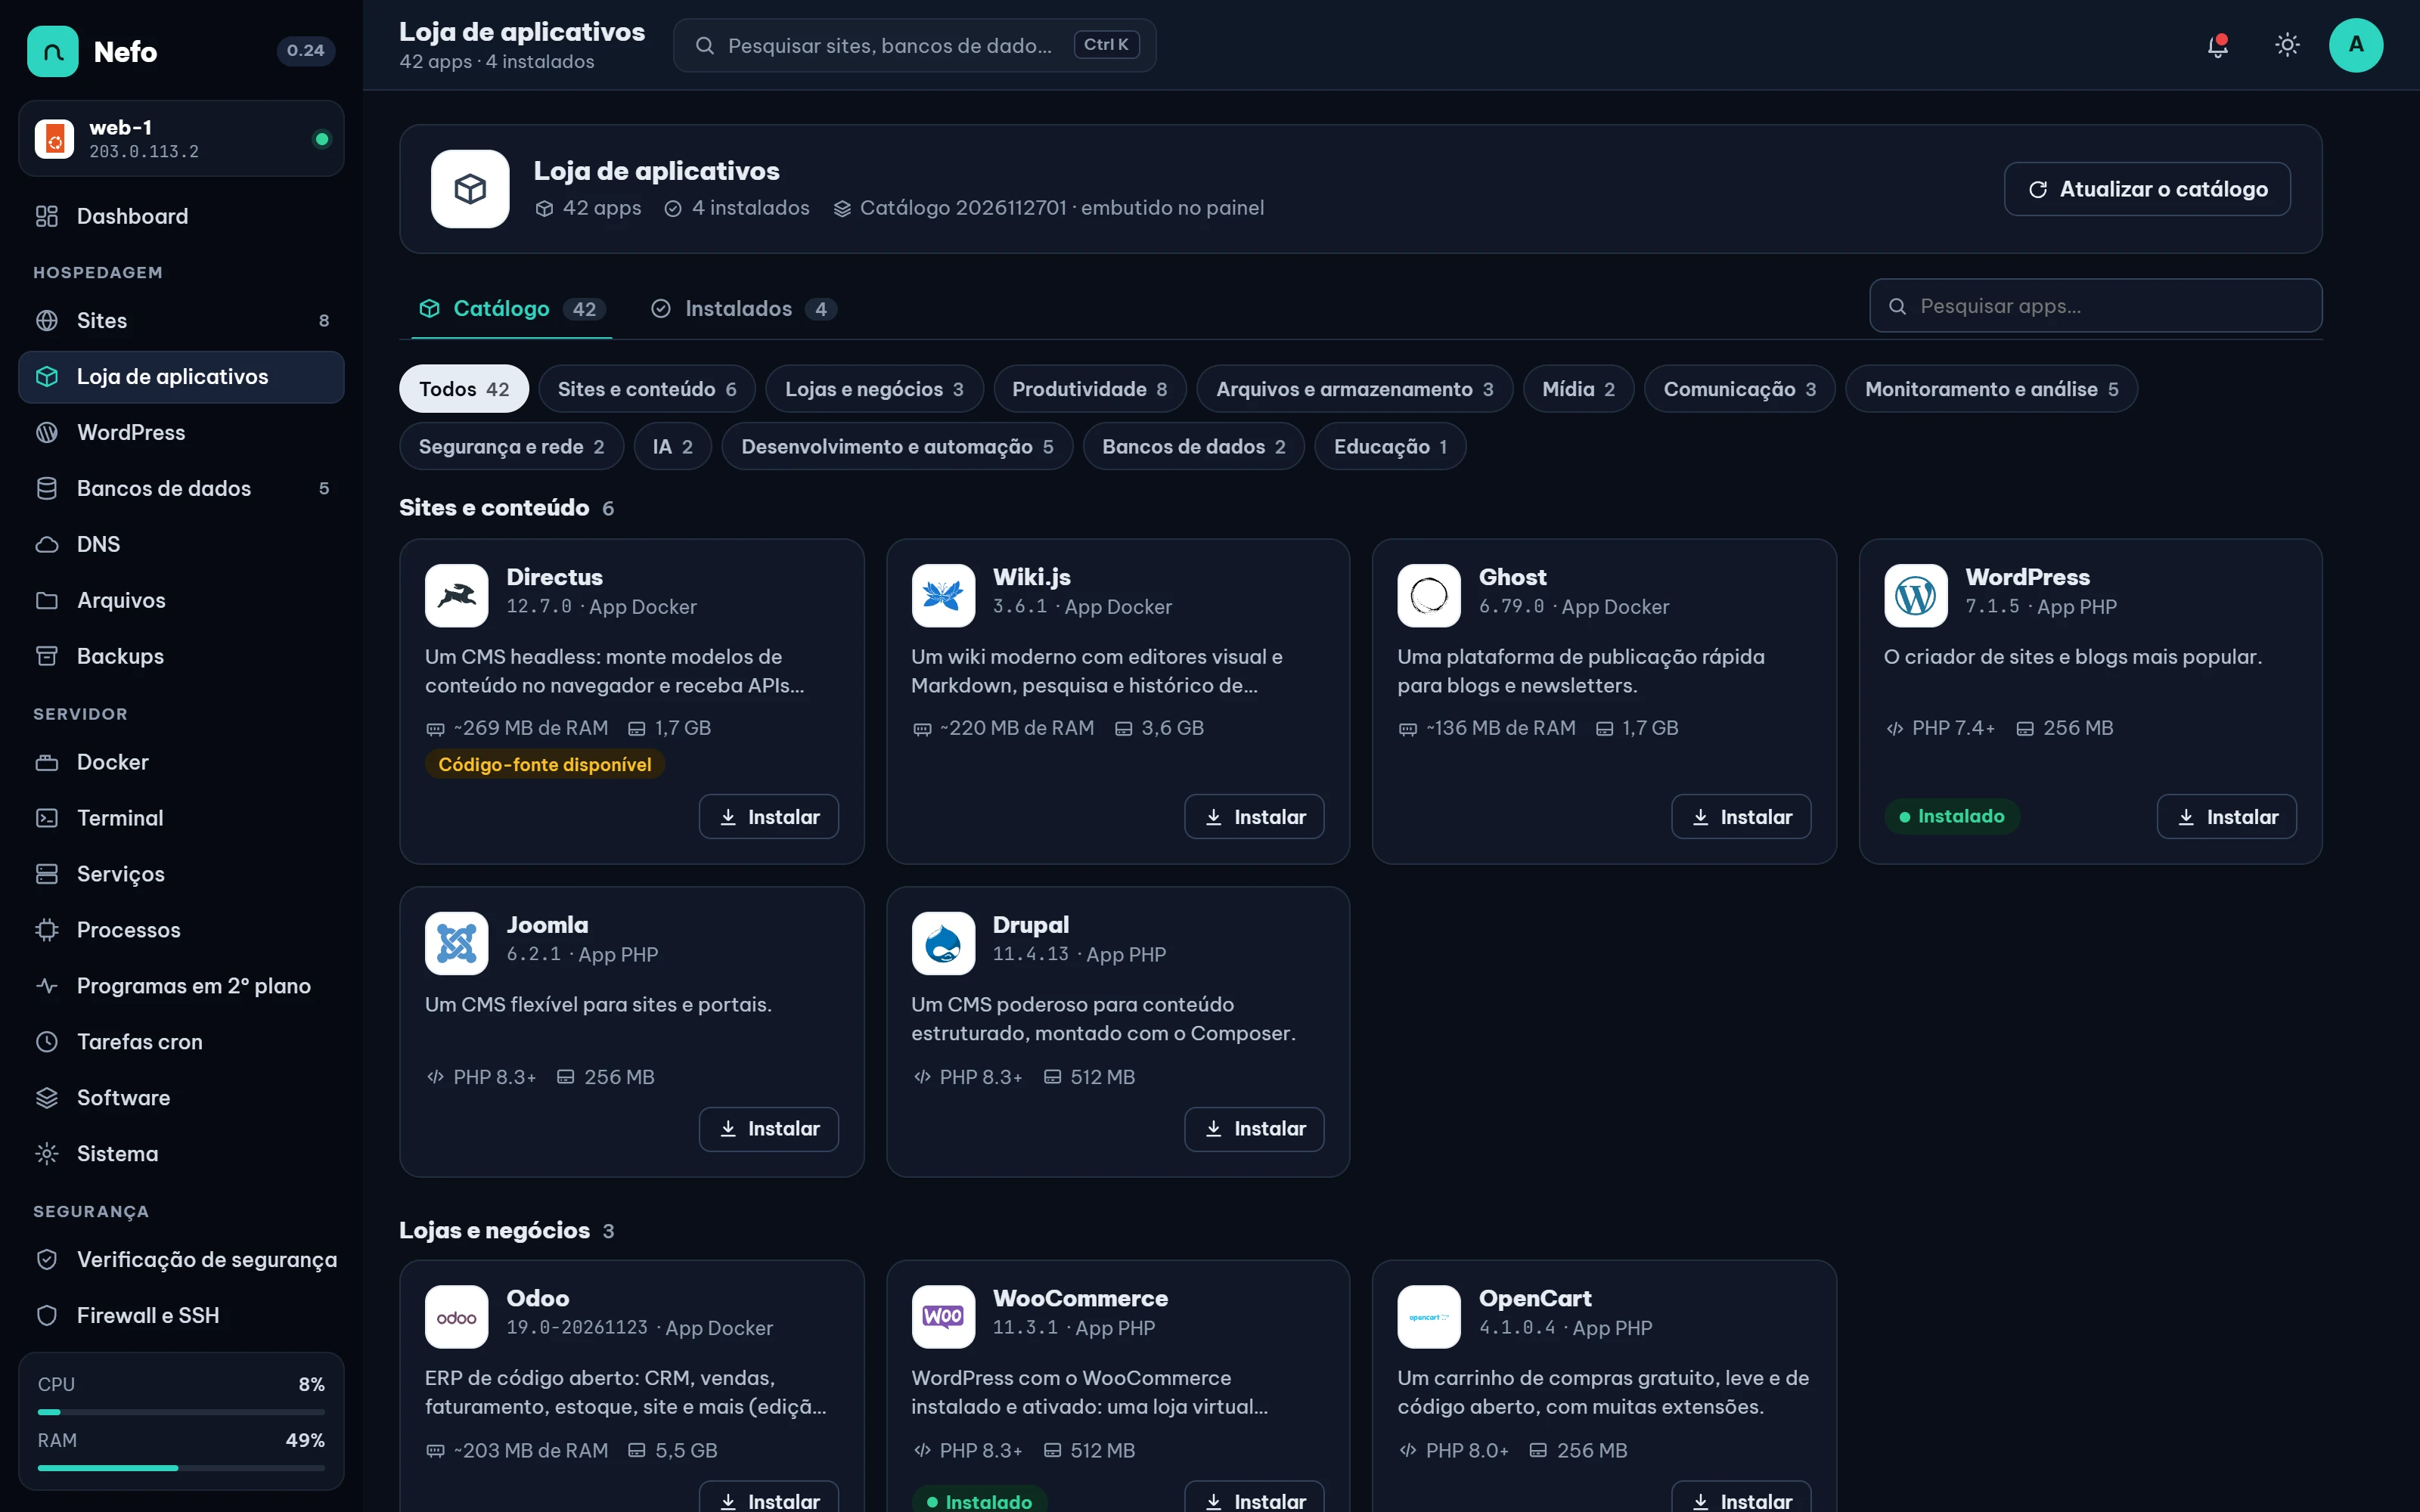 Nefo
0.24
web-1
203.0.113.2
Dashboard
HOSPEDAGEM
Sites 8
Loja de aplicativos
WordPress
Bancos de dados 5
DNS
Arquivos
Backups
SERVIDOR
Docker
Terminal
Serviços
Processos
Programas em 2º plano
Tarefas cron
Software
Sistema
SEGURANÇA
Verificação de segurança
Firewall e SSH
CPU 8%
RAM 49%
Loja de aplicativos
42 apps · 4 instalados
Pesquisar sites, bancos de dado... Ctrl K
A
Loja de aplicativos
42 apps 4 instalados Catálogo 2026112701 · embutido no painel
Atualizar o catálogo
Catálogo 42 Instalados 4
Pesquisar apps...
Todos 42 Sites e conteúdo 6 Lojas e negócios 3 Produtividade 8 Arquivos e armazenamento 3 Mídia 2 Comunicação 3 Monitoramento e análise 5
Segurança e rede 2 IA 2 Desenvolvimento e automação 5 Bancos de dados 2 Educação 1
Sites e conteúdo 6
Directus
12.7.0 · App Docker
Um CMS headless: monte modelos de
conteúdo no navegador e receba APIs...
~269 MB de RAM 1,7 GB
Código-fonte disponível
Instalar
Wiki.js
3.6.1 · App Docker
Um wiki moderno com editores visual e
Markdown, pesquisa e histórico de...
~220 MB de RAM 3,6 GB
Instalar
Ghost
6.79.0 · App Docker
Uma plataforma de publicação rápida
para blogs e newsletters.
~136 MB de RAM 1,7 GB
Instalar
WordPress
7.1.5 · App PHP
O criador de sites e blogs mais popular.
PHP 7.4+ 256 MB
Instalado
Instalar
Joomla
6.2.1 · App PHP
Um CMS flexível para sites e portais.
PHP 8.3+ 256 MB
Instalar
Drupal
11.4.13 · App PHP
Um CMS poderoso para conteúdo
estruturado, montado com o Composer.
PHP 8.3+ 512 MB
Instalar
Lojas e negócios 3
odoo
Odoo
19.0-20261123 · App Docker
ERP de código aberto: CRM, vendas,
faturamento, estoque, site e mais (ediçã...
~203 MB de RAM 5,5 GB
Instalar
WOO
WooCommerce
11.3.1 · App PHP
WordPress com o WooCommerce
instalado e ativado: uma loja virtual...
PHP 8.3+ 512 MB
Instalado
Instalar
opencart
OpenCart
4.1.0.4 · App PHP
Um carrinho de compras gratuito, leve e de
código aberto, com muitas extensões.
PHP 8.0+ 256 MB
Instalar